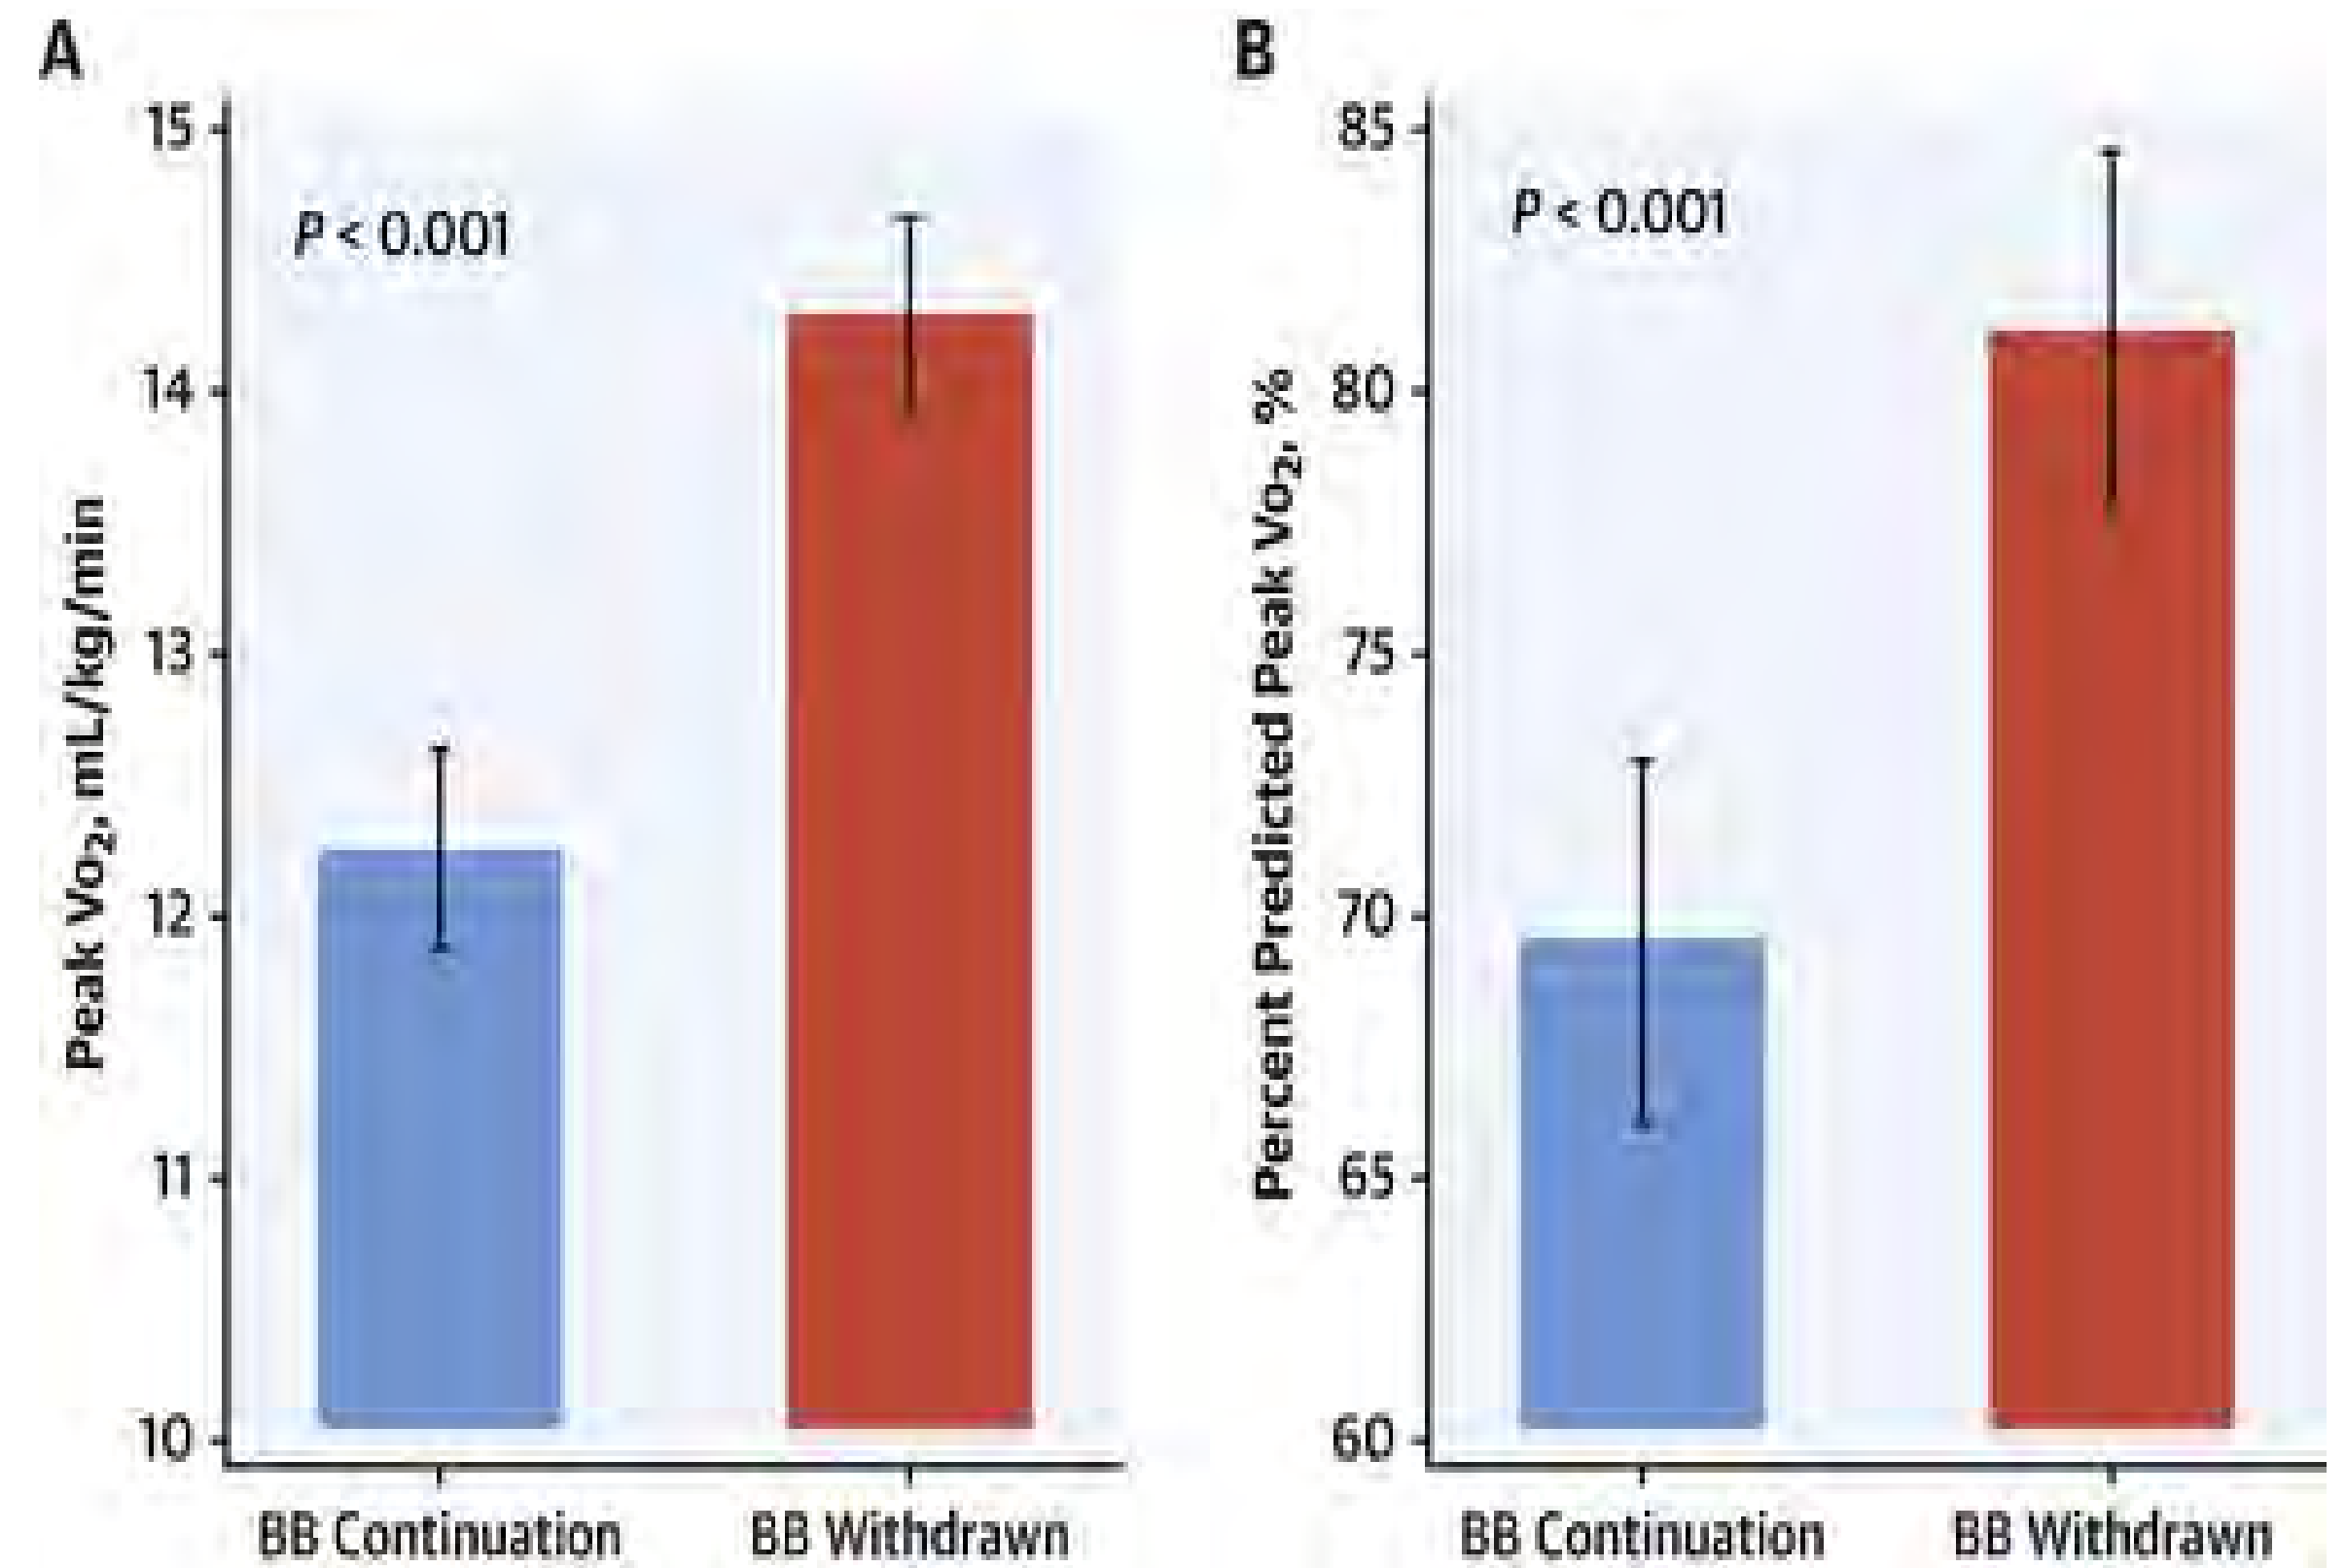 A
Peak Vo₂, mL/kg/min
15
14
13
12
11
10
P < 0.001
BB Continuation
BB Withdrawn
B
Percent Predicted Peak Vo₂, %
85
80
75
70
65
60
P < 0.001
BB Continuation
BB Withdrawn